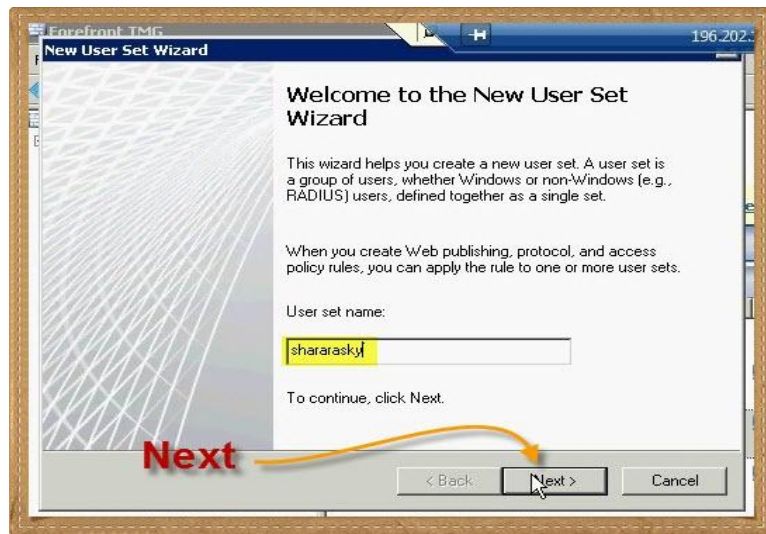 Forefront TMG
196.202.
New User Set Wizard
Welcome to the New User Set
Wizard
This wizard helps you create a new user set. A user set is
a group of users, whether Windows or non-Windows (e.g.,
RADIUS) users, defined together as a single set.
When you create Web publishing, protocol, and access
policy rules, you can apply the rule to one or more user sets.
User set name:
shararasky
To continue, click Next.
Next
< Back Next > Cancel